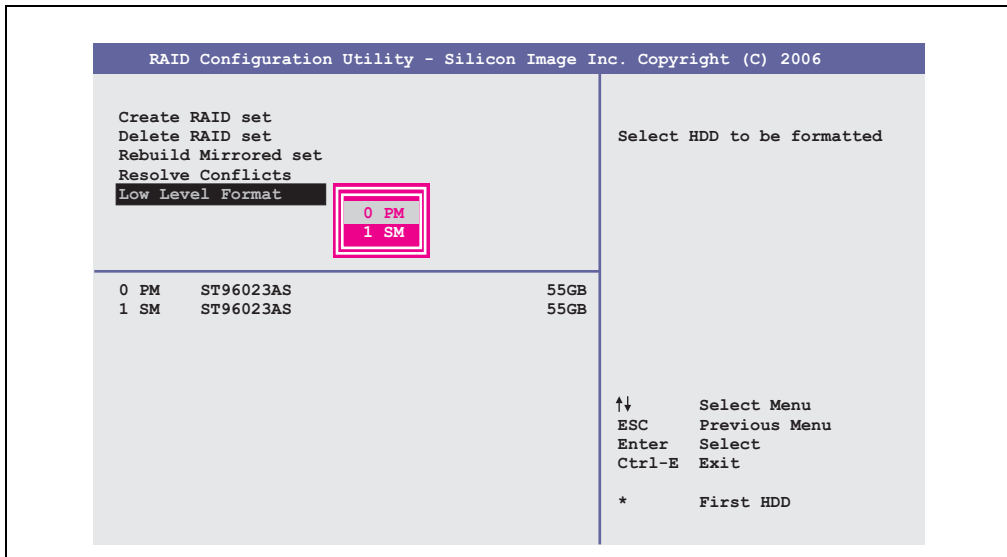 RAID Configuration Utility - Silicon Image Inc. Copyright (C) 2006
Create RAID set
Delete RAID set
Rebuild Mirrored set
Resolve Conflicts
Low Level Format
0 PM
1 SM
Select HDD to be formatted
0 PM ST96023AS 55GB
1 SM ST96023AS 55GB
↑↓ Select Menu
ESC Previous Menu
Enter Select
Ctrl-E Exit
* First HDD